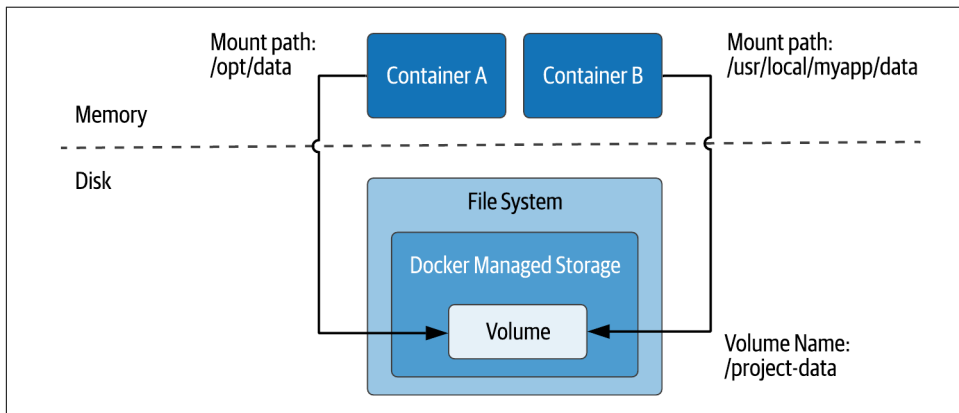 Mount path:
/opt/data
Container A
Container B
Mount path:
/usr/local/myapp/data
Memory
Disk
File System
Docker Managed Storage
Volume
Volume Name:
/project-data